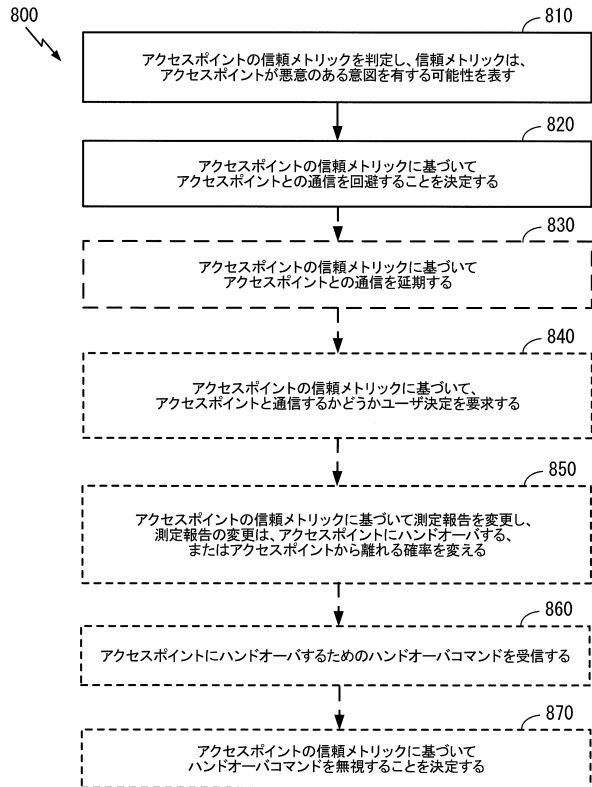 800
810
アクセスポイントの信頼メトリックを判定し、信頼メトリックは、
アクセスポイントが悪意のある意図を有する可能性を表す
820
アクセスポイントの信頼メトリックに基づいて
アクセスポイントとの通信を回避することを決定する
830
アクセスポイントの信頼メトリックに基づいて
アクセスポイントとの通信を延期する
840
アクセスポイントの信頼メトリックに基づいて、
アクセスポイントと通信するかどうかユーザ決定を要求する
850
アクセスポイントの信頼メトリックに基づいて測定報告を変更し、
測定報告の変更は、アクセスポイントにハンドオーバする、
またはアクセスポイントから離れる確率を変える
860
アクセスポイントにハンドオーバするためのハンドオーバコマンドを受信する
870
アクセスポイントの信頼メトリックに基づいて
ハンドオーバコマンドを無視することを決定する